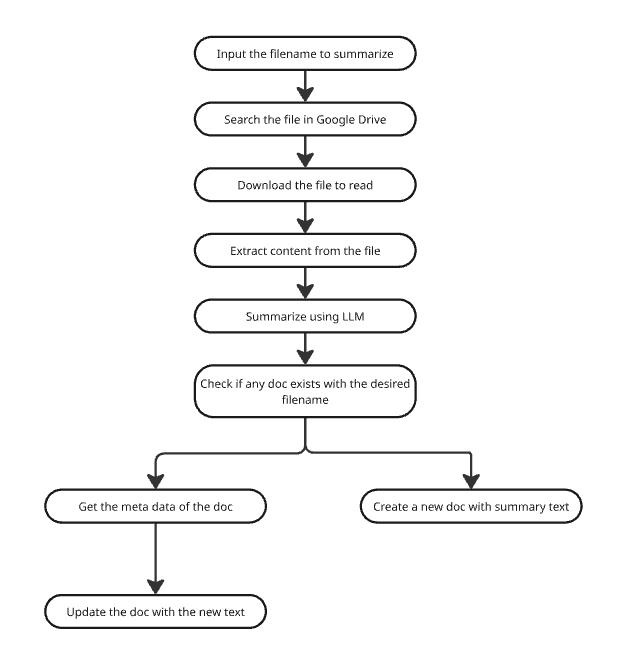 Input the filename to summarize
Search the file in Google Drive
Download the file to read
Extract content from the file
Summarize using LLM
Check if any doc exists with the desired
filename
Get the meta data of the doc
Create a new doc with summary text
Update the doc with the new text